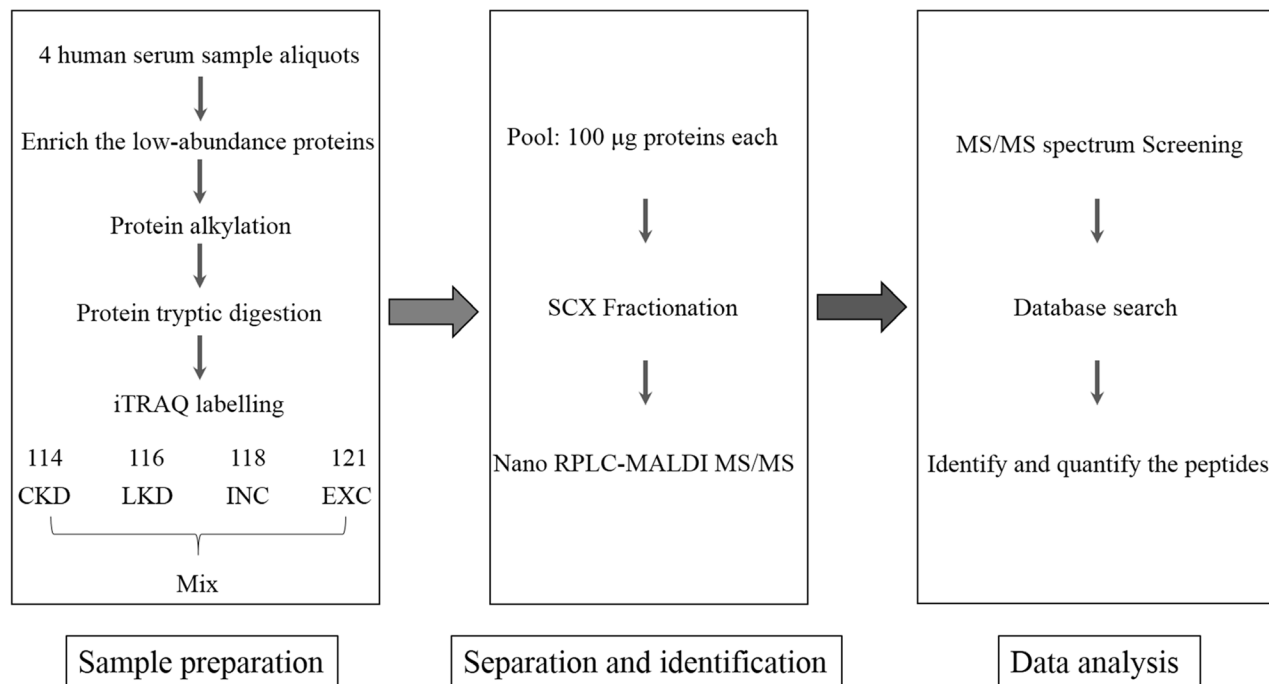 4 human serum sample aliquots
Enrich the low-abundance proteins
Protein alkylation
Protein tryptic digestion
iTRAQ labelling
114 116 118 121
CKD LKD INC EXC
Mix
Sample preparation
Pool: 100 μg proteins each
SCX Fractionation
Nano RPLC-MALDI MS/MS
Separation and identification
MS/MS spectrum Screening
Database search
Identify and quantify the peptides
Data analysis